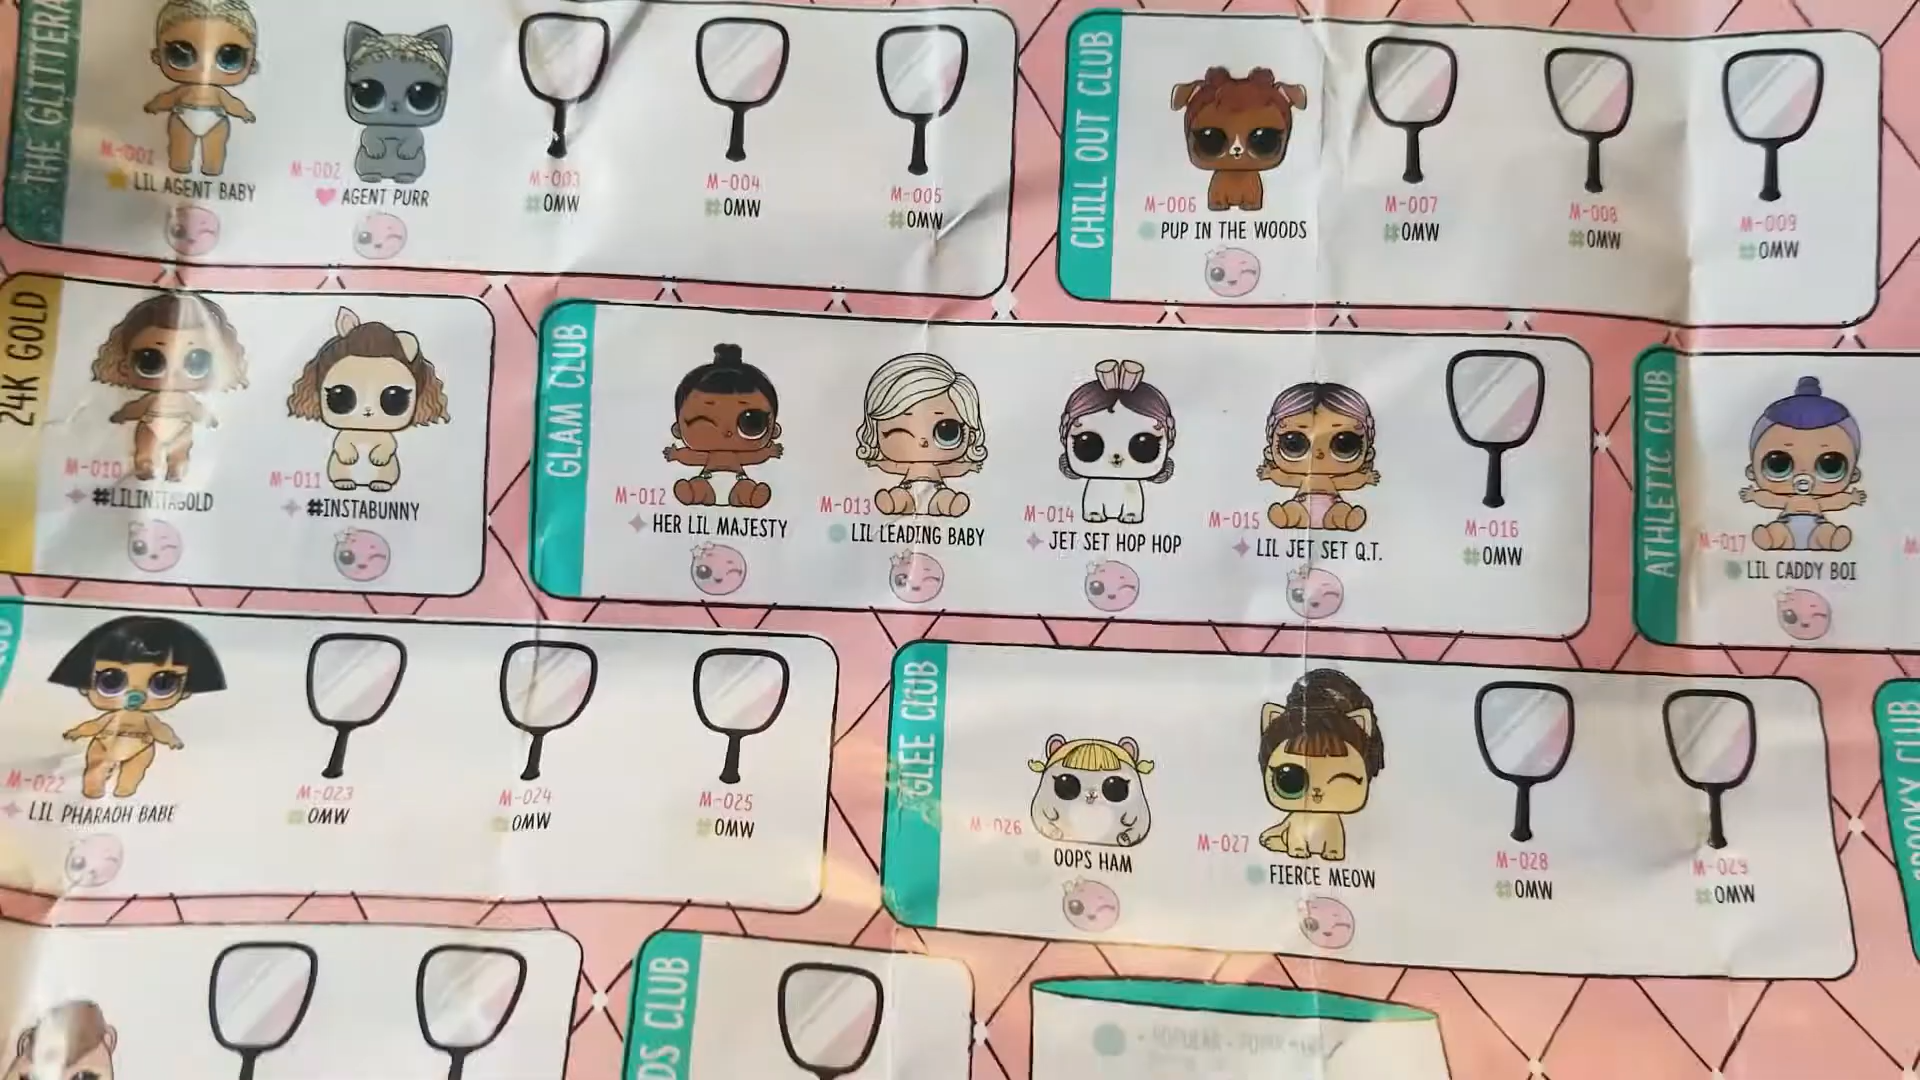 THE GLITTERA
M-001
LIL AGENT BABY
M-002
AGENT PURR
M-003
#OMW
M-004
#OMW
M-005
#OMW
CHILL OUT CLUB
M-006
PUP IN THE WOODS
M-007
#OMW
M-008
#OMW
M-009
#OMW
24K GOLD
M-010
#LILINSTAGOLD
M-011
#INSTABUNNY
GLAM CLUB
M-012
HER LIL MAJESTY
M-013
LIL LEADING BABY
M-014
JET SET HOP HOP
M-015
LIL JET SET Q.T.
M-016
#OMW
ATHLETIC CLUB
M-017
LIL CADDY BOI
M-022
LIL PHARAOH BABE
M-023
#OMW
M-024
#OMW
M-025
#OMW
GLEE CLUB
M-026
OOPS HAM
M-027
FIERCE MEOW
M-028
#OMW
M-029
#OMW
SPOOKY CLUB
DS CLUB
POPULAR